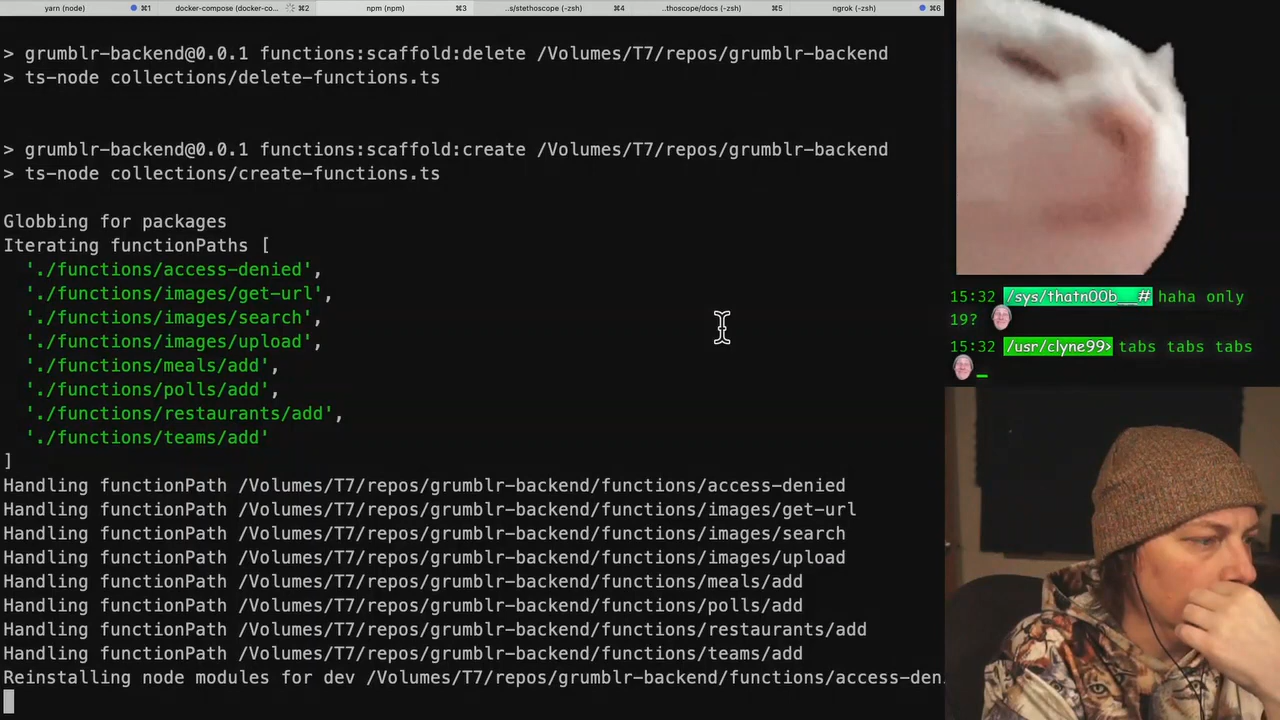 yarn (node) ⌘1 docker-compose (docker-co... ⌘2 npm (npm) ⌘3 ..s/stethoscope (-zsh) ⌘4 ..thoscope/docs (-zsh) ⌘5 ngrok (-zsh) ⌘6
> grumblr-backend@0.0.1 functions:scaffold:delete /Volumes/T7/repos/grumblr-backend
> ts-node collections/delete-functions.ts
> grumblr-backend@0.0.1 functions:scaffold:create /Volumes/T7/repos/grumblr-backend
> ts-node collections/create-functions.ts
Globbing for packages
Iterating functionPaths [
'./functions/access-denied',
'./functions/images/get-url',
'./functions/images/search',
'./functions/images/upload',
'./functions/meals/add',
'./functions/polls/add',
'./functions/restaurants/add',
'./functions/teams/add'
]
Handling functionPath /Volumes/T7/repos/grumblr-backend/functions/access-denied
Handling functionPath /Volumes/T7/repos/grumblr-backend/functions/images/get-url
Handling functionPath /Volumes/T7/repos/grumblr-backend/functions/images/search
Handling functionPath /Volumes/T7/repos/grumblr-backend/functions/images/upload
Handling functionPath /Volumes/T7/repos/grumblr-backend/functions/meals/add
Handling functionPath /Volumes/T7/repos/grumblr-backend/functions/polls/add
Handling functionPath /Volumes/T7/repos/grumblr-backend/functions/restaurants/add
Handling functionPath /Volumes/T7/repos/grumblr-backend/functions/teams/add
Reinstalling node modules for dev /Volumes/T7/repos/grumblr-backend/functions/access-den
15:32 /sys/thatn00b__# haha only
19?
15:32 /usr/clyne99> tabs tabs tabs